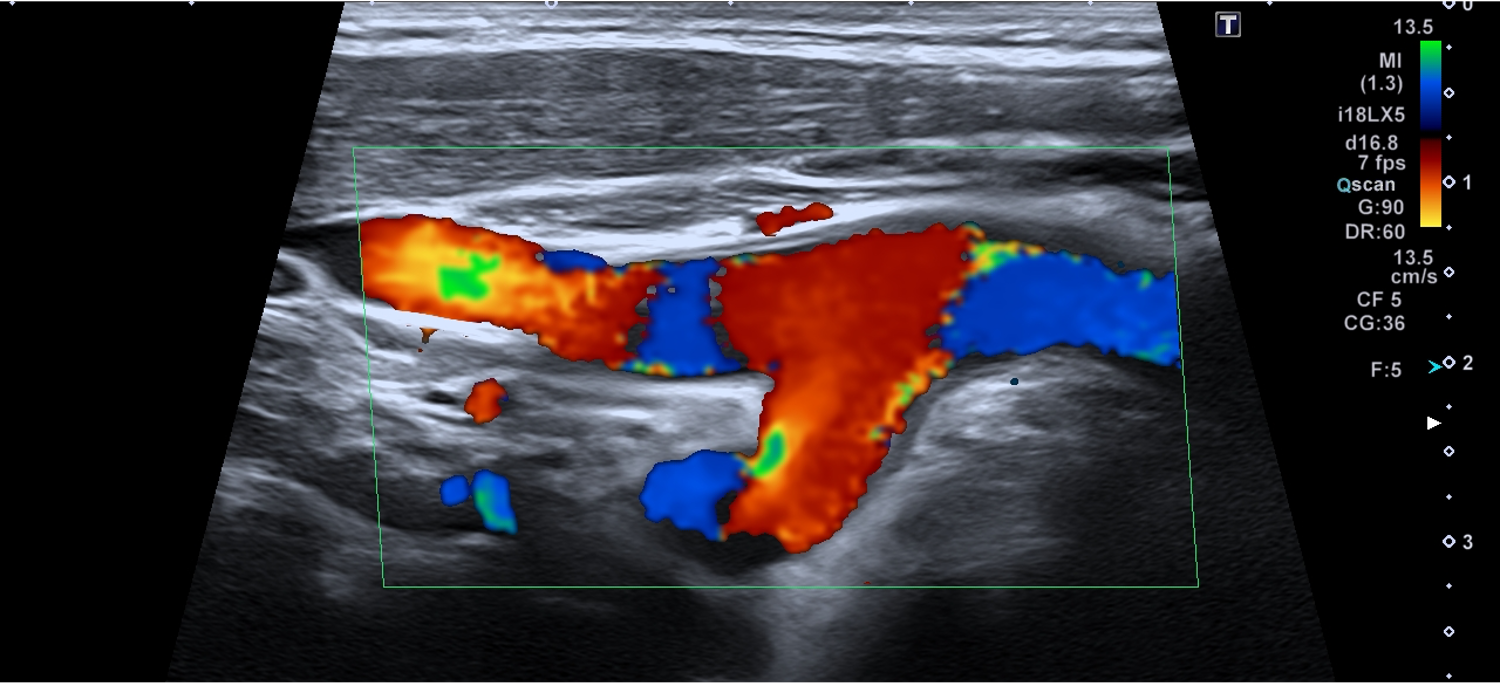 T
0
13.5
MI
(1.3)
i18LX5
d16.8
7 fps
Qscan
1
G:90
DR:60
13.5
cm/s
CF 5
CG:36
F:5
2
3